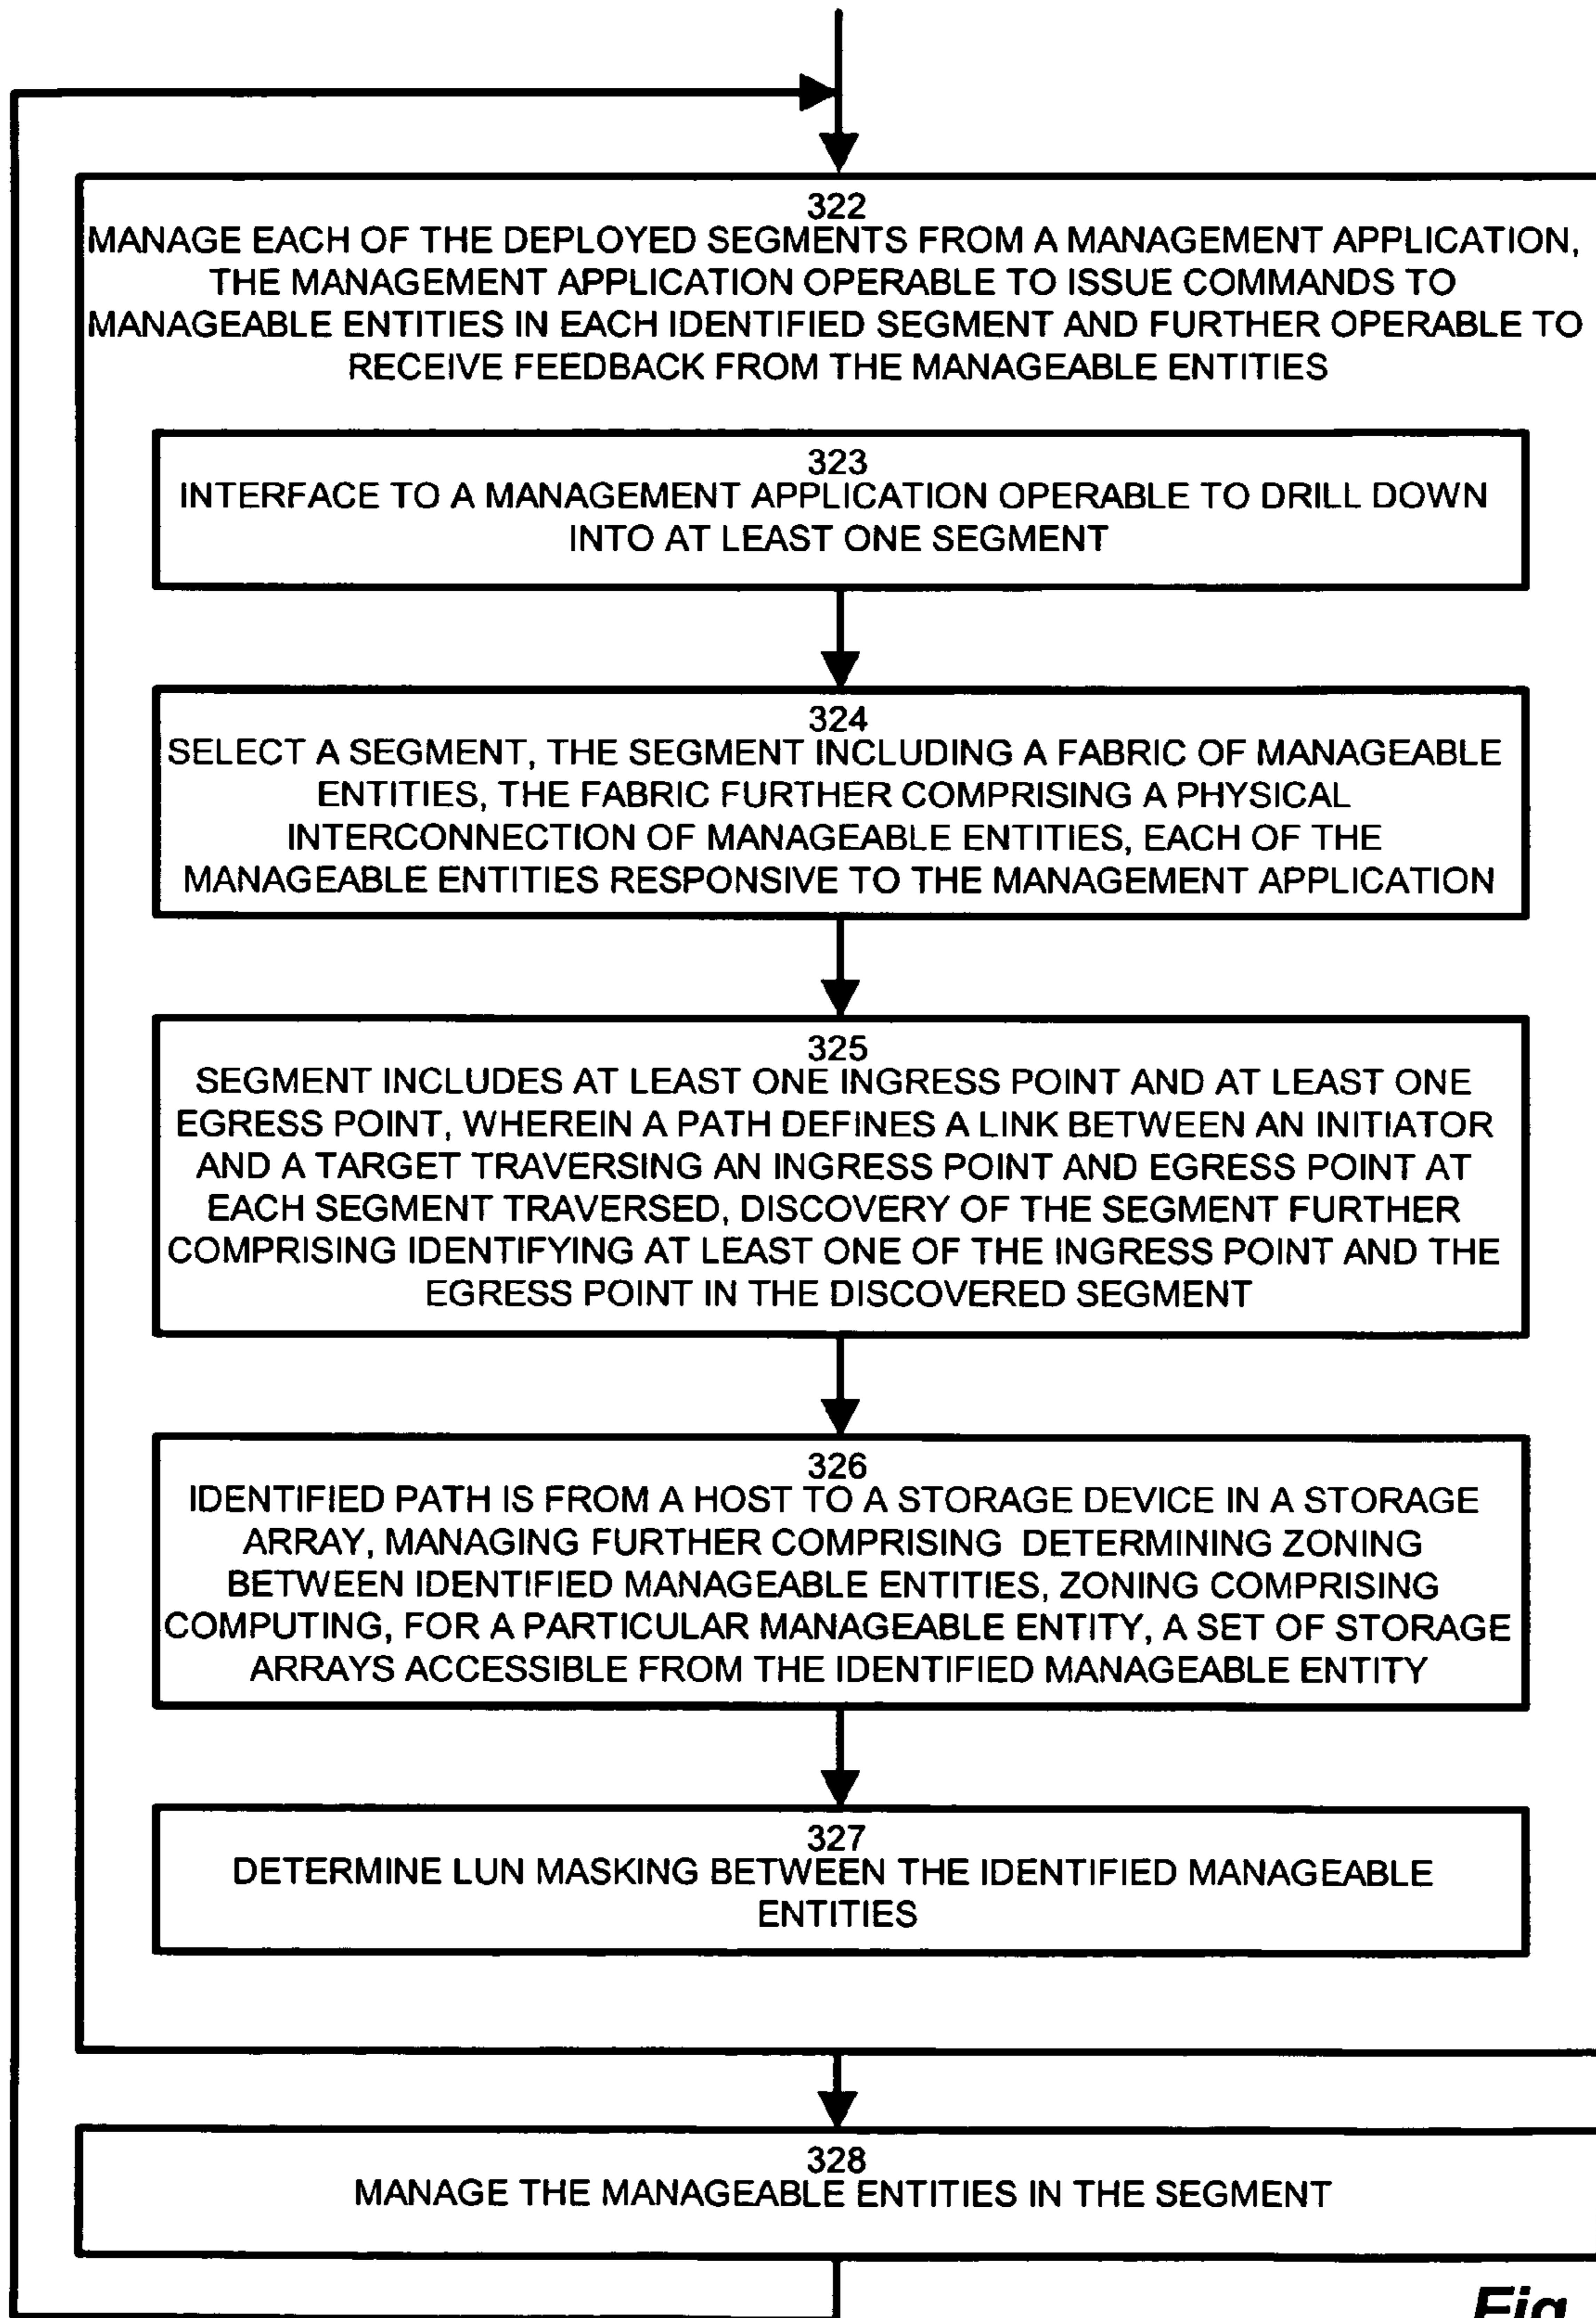 322
MANAGE EACH OF THE DEPLOYED SEGMENTS FROM A MANAGEMENT APPLICATION,
THE MANAGEMENT APPLICATION OPERABLE TO ISSUE COMMANDS TO
MANAGEABLE ENTITIES IN EACH IDENTIFIED SEGMENT AND FURTHER OPERABLE TO
RECEIVE FEEDBACK FROM THE MANAGEABLE ENTITIES
323
INTERFACE TO A MANAGEMENT APPLICATION OPERABLE TO DRILL DOWN
INTO AT LEAST ONE SEGMENT
324
SELECT A SEGMENT, THE SEGMENT INCLUDING A FABRIC OF MANAGEABLE
ENTITIES, THE FABRIC FURTHER COMPRISING A PHYSICAL
INTERCONNECTION OF MANAGEABLE ENTITIES, EACH OF THE
MANAGEABLE ENTITIES RESPONSIVE TO THE MANAGEMENT APPLICATION
325
SEGMENT INCLUDES AT LEAST ONE INGRESS POINT AND AT LEAST ONE
EGRESS POINT, WHEREIN A PATH DEFINES A LINK BETWEEN AN INITIATOR
AND A TARGET TRAVERSING AN INGRESS POINT AND EGRESS POINT AT
EACH SEGMENT TRAVERSED, DISCOVERY OF THE SEGMENT FURTHER
COMPRISING IDENTIFYING AT LEAST ONE OF THE INGRESS POINT AND THE
EGRESS POINT IN THE DISCOVERED SEGMENT
326
IDENTIFIED PATH IS FROM A HOST TO A STORAGE DEVICE IN A STORAGE
ARRAY, MANAGING FURTHER COMPRISING DETERMINING ZONING
BETWEEN IDENTIFIED MANAGEABLE ENTITIES, ZONING COMPRISING
COMPUTING, FOR A PARTICULAR MANAGEABLE ENTITY, A SET OF STORAGE
ARRAYS ACCESSIBLE FROM THE IDENTIFIED MANAGEABLE ENTITY
327
DETERMINE LUN MASKING BETWEEN THE IDENTIFIED MANAGEABLE
ENTITIES
328
MANAGE THE MANAGEABLE ENTITIES IN THE SEGMENT
Fig